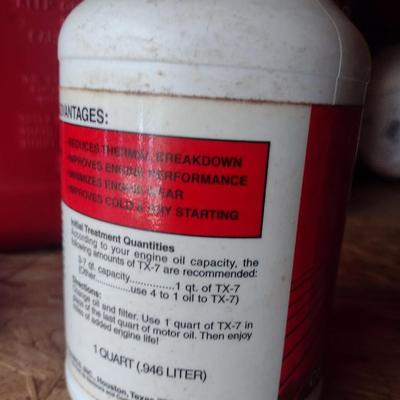 ADVANTAGES:
·REDUCES THERMAL BREAKDOWN
·IMPROVES ENGINE PERFORMANCE
·MINIMIZES ENGINE WEAR
·IMPROVES COLD & DRY STARTING
Initial Treatment Quantities
According to your engine oil capacity, the
following amounts of TX-7 are recommended:
3-7 qt. capacity..............1 qt. of TX-7
(Other...........use 4 to 1 oil to TX-7)
Directions:
Change oil and filter. Use 1 quart of TX-7 in
place of the last quart of motor oil. Then enjoy
of added engine life!
1 QUART (.946 LITER)
INC., Houston, Texas